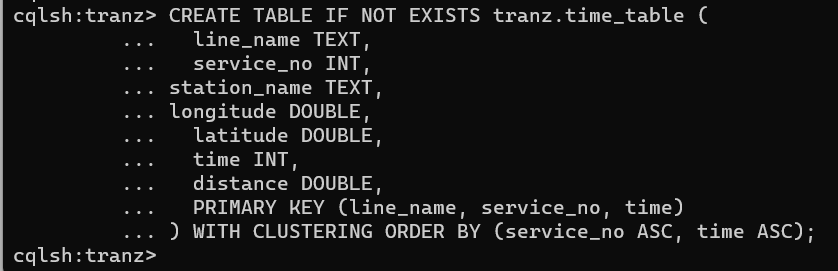 cqlsh:tranz> CREATE TABLE IF NOT EXISTS tranz.time_table (
         ...   line_name TEXT,
         ...   service_no INT,
         ... station_name TEXT,
         ... longitude DOUBLE,
         ...   latitude DOUBLE,
         ...   time INT,
         ...   distance DOUBLE,
         ...   PRIMARY KEY (line_name, service_no, time)
         ... ) WITH CLUSTERING ORDER BY (service_no ASC, time ASC);
cqlsh:tranz>